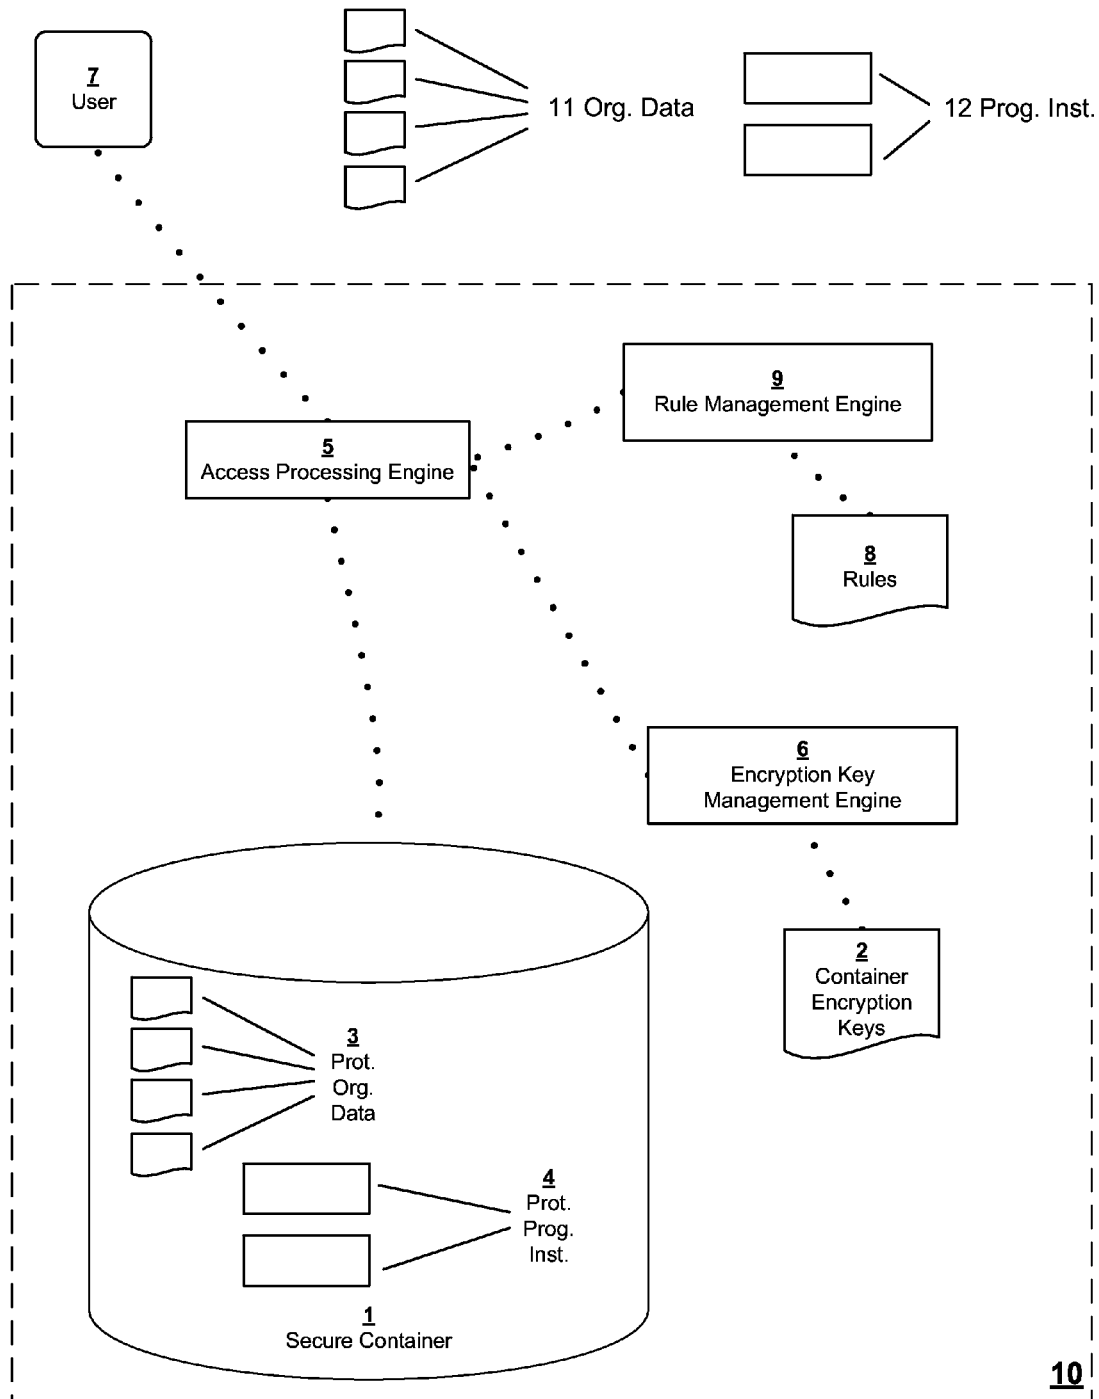 7
User
11 Org. Data
12 Prog. Inst.
9
Rule Management Engine
5
Access Processing Engine
8
Rules
6
Encryption Key
Management Engine
2
Container
Encryption
Keys
3
Prot.
Org.
Data
4
Prot.
Prog.
Inst.
1
Secure Container
10